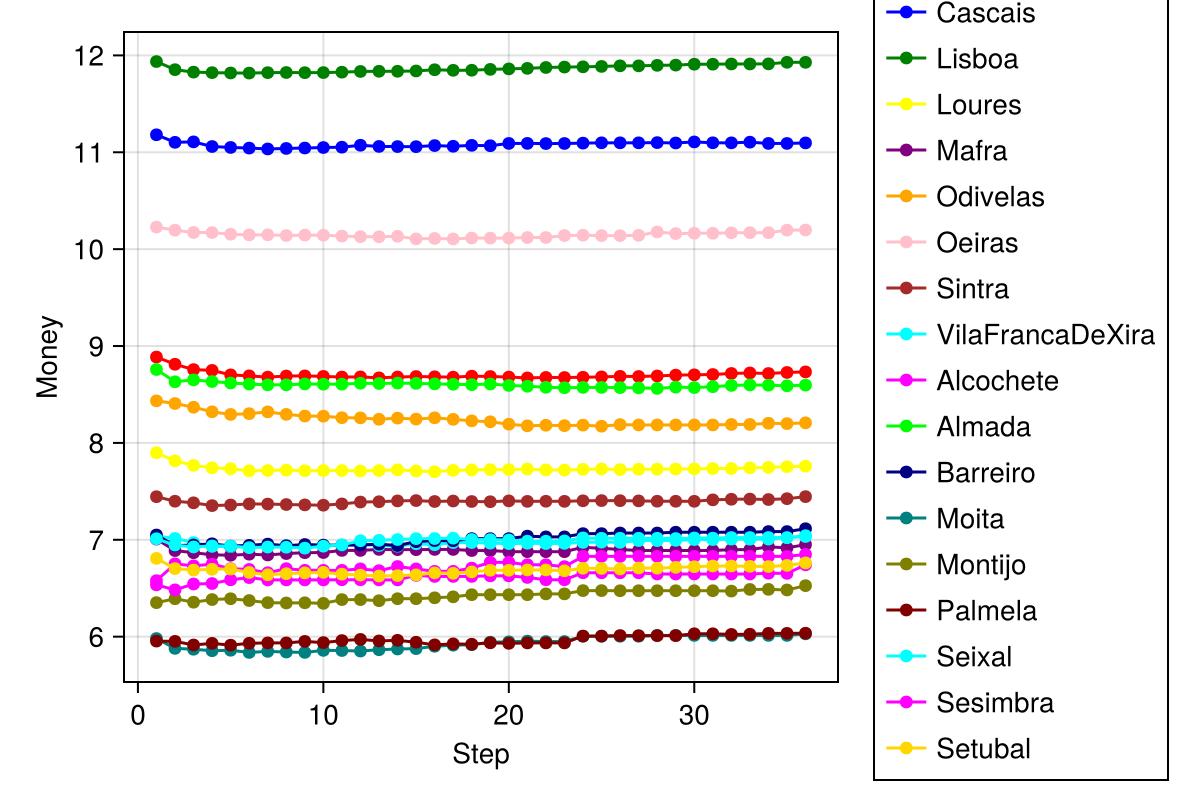 12
11
10
9
8
7
6
Money
0 10 20 30
Step
Cascais
Lisboa
Loures
Mafra
Odivelas
Oeiras
Sintra
VilaFrancaDeXira
Alcochete
Almada
Barreiro
Moita
Montijo
Palmela
Seixal
Sesimbra
Setubal